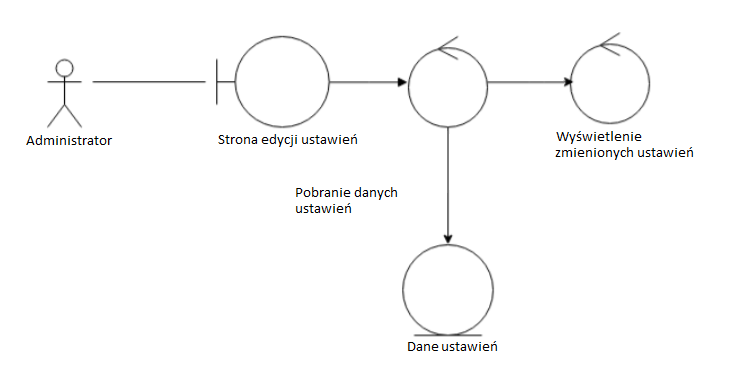 Administrator
Strona edycji ustawień
Wyświetlenie
zmienionych ustawień
Pobranie danych
ustawień
Dane ustawień